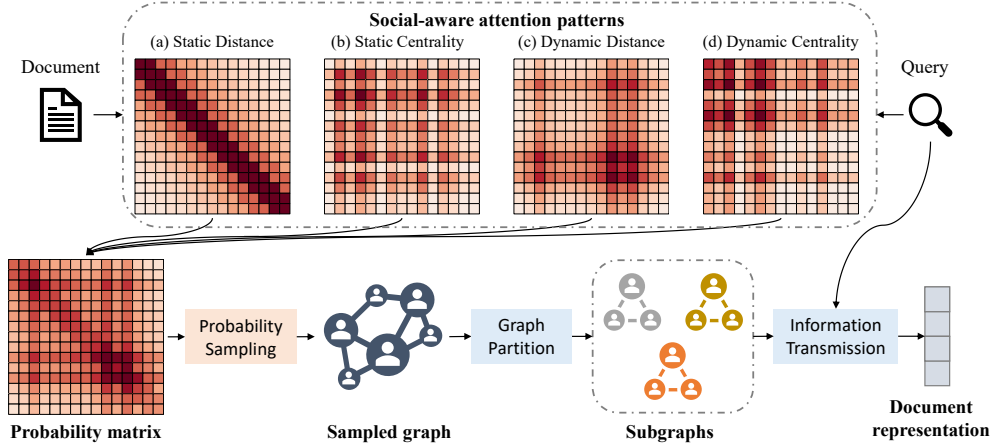 Social-aware attention patterns
(a) Static Distance
(b) Static Centrality
(c) Dynamic Distance
(d) Dynamic Centrality
Document
Query
Probability
Sampling
Graph
Partition
Information
Transmission
Probability matrix
Sampled graph
Subgraphs
Document
representation